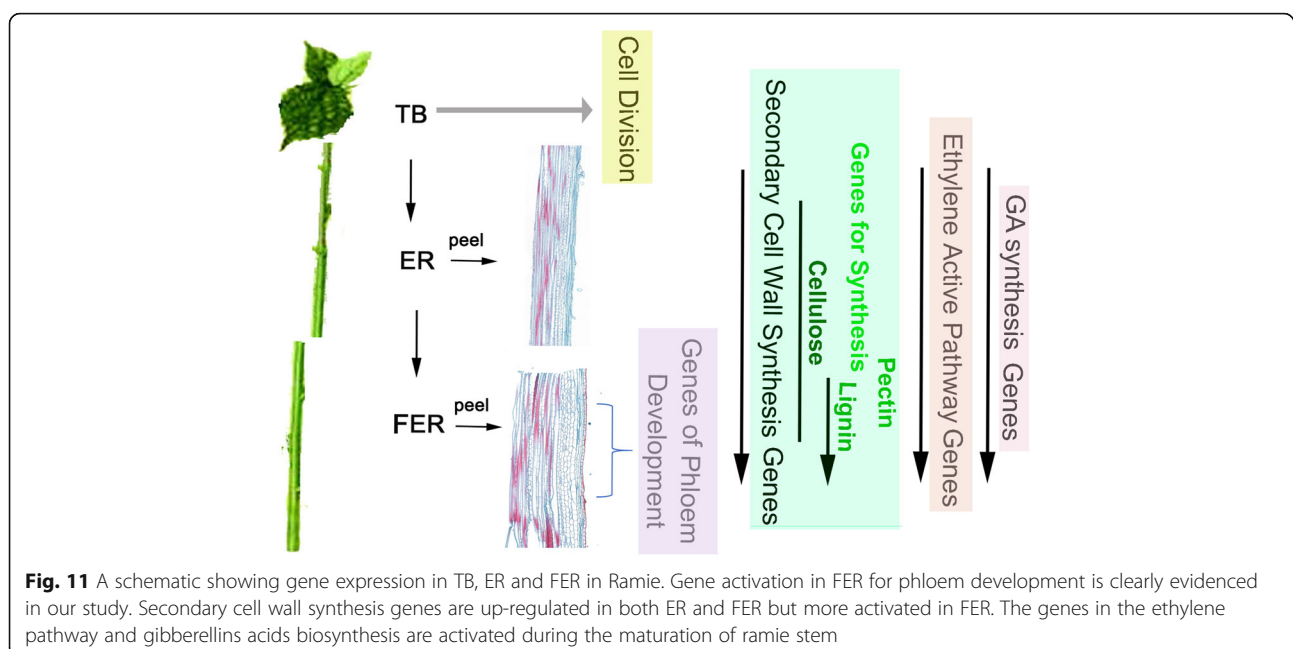 TB
Cell Division
ER
peel
FER
peel
Genes of Phloem
Development
Secondary Cell Wall Synthesis Genes
Cellulose
Genes for Synthesis
Lignin
Pectin
Ethylene Active Pathway Genes
GA synthesis Genes
Fig. 11 A schematic showing gene expression in TB, ER and FER in Ramie. Gene activation in FER for phloem development is clearly evidenced
in our study. Secondary cell wall synthesis genes are up-regulated in both ER and FER but more activated in FER. The genes in the ethylene
pathway and gibberellins acids biosynthesis are activated during the maturation of ramie stem